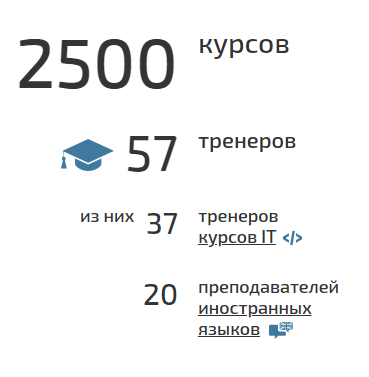 2500 курсов
57 тренеров
из них 37 тренеров
курсов IT </>
20 преподавателей
иностранных
языков